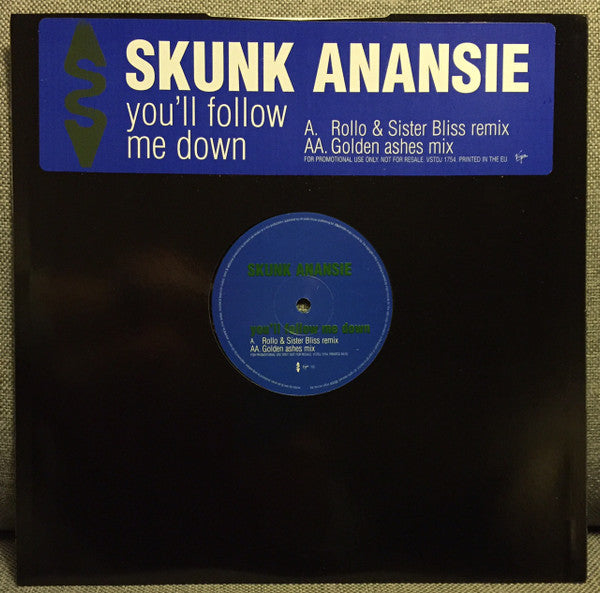 SKUNK ANANSIE
you'll follow
me down
A. Rollo & Sister Bliss remix
AA. Golden ashes mix
FOR PROMOTIONAL USE ONLY. NOT FOR RESALE. VSTDJ 1754. PRINTED IN THE EU
Virgin
SKUNK ANANSIE
you'll follow me down
A. Rollo & Sister Bliss remix
AA. Golden ashes mix